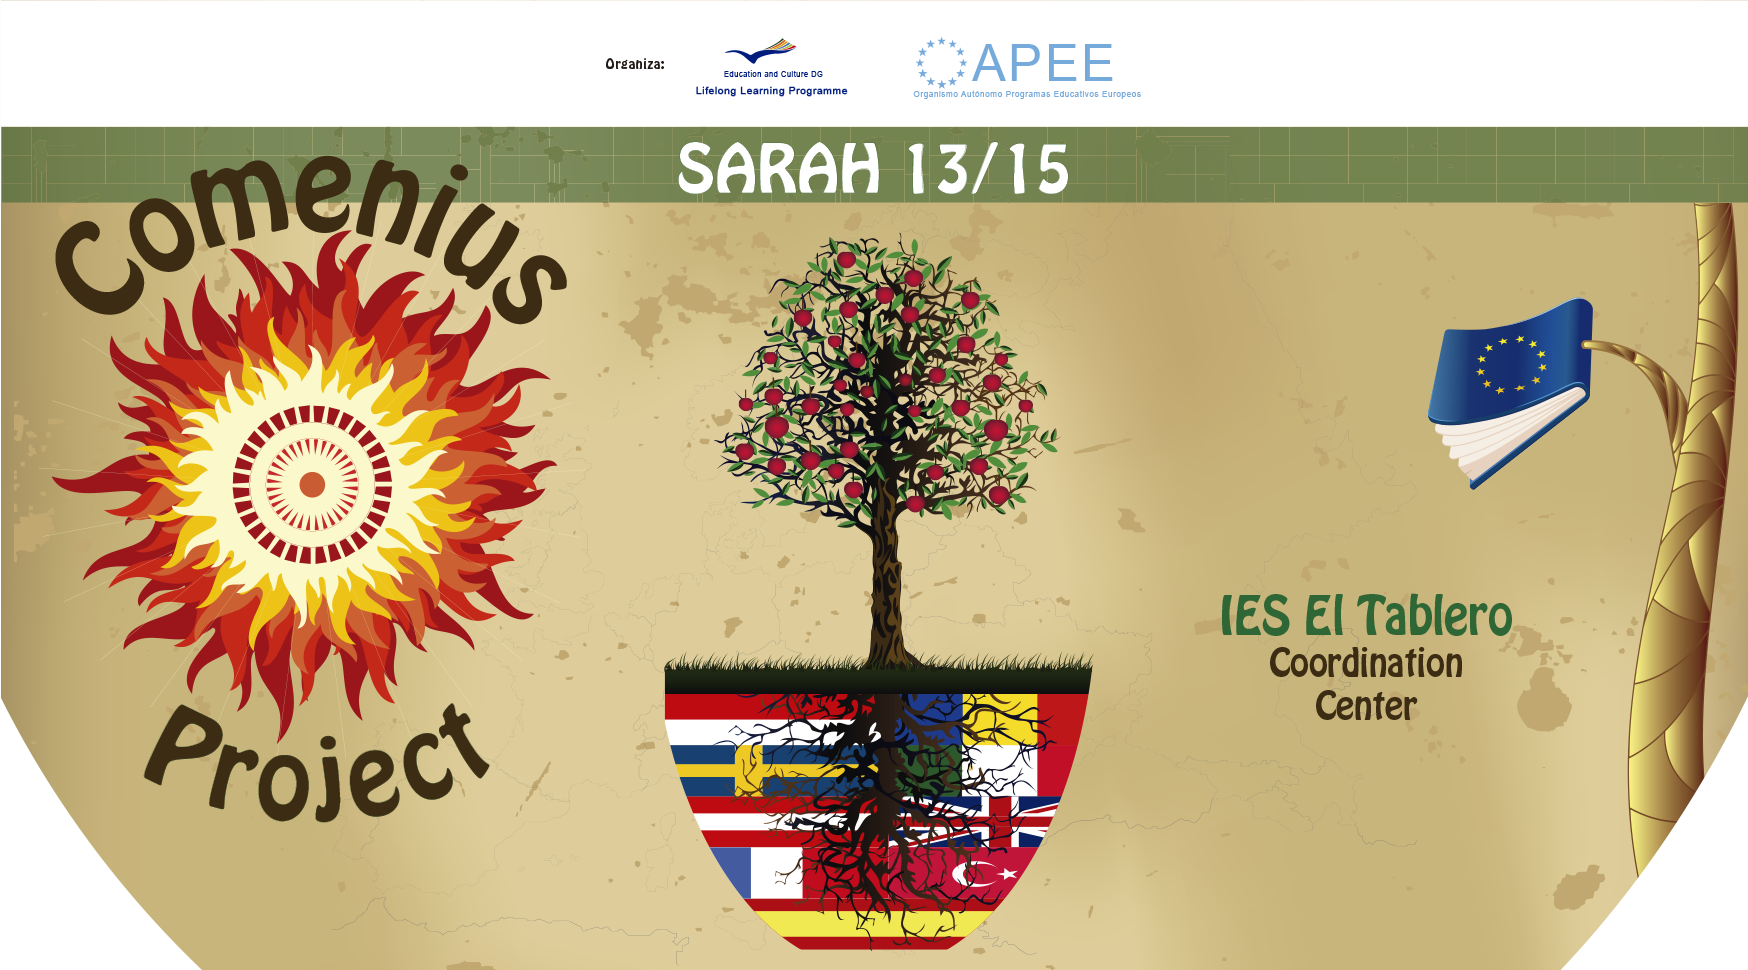 Organiza:
Education and Culture DG
Lifelong Learning Programme
OAPEE
Organismo Autónomo Programas Educativos Europeos
SARAH 13/15
Comenius
Project
IES El Tablero
Coordination
Center